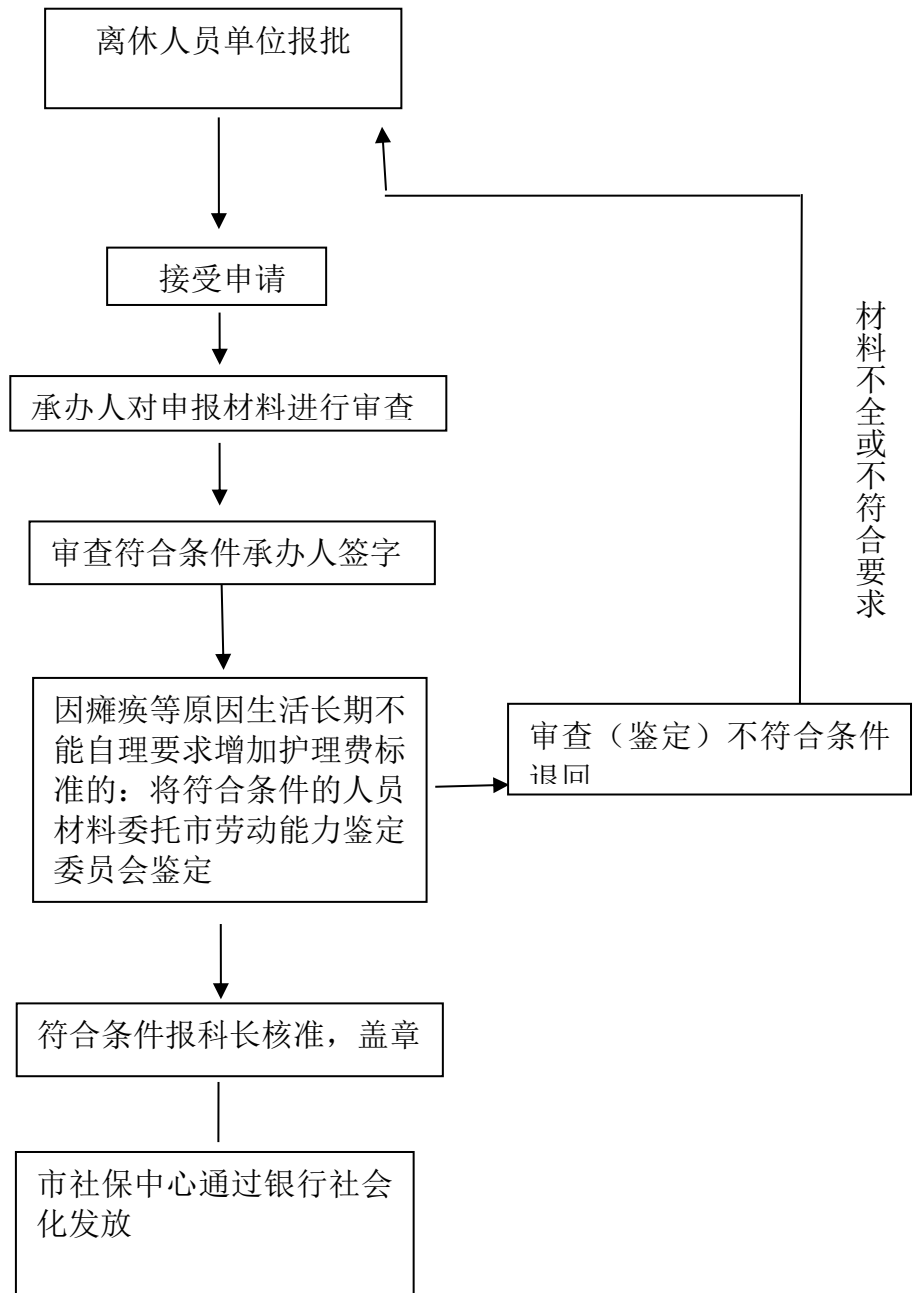 离休人员单位报批
接受申请
承办人对申报材料进行审查
审查符合条件承办人签字
因瘫痪等原因生活长期不
能自理要求增加护理费标
准的：将符合条件的人员
材料委托市劳动能力鉴定
委员会鉴定
审查（鉴定）不符合条件
退回
材料不全或不符合要求
符合条件报科长核准，盖章
市社保中心通过银行社会
化发放